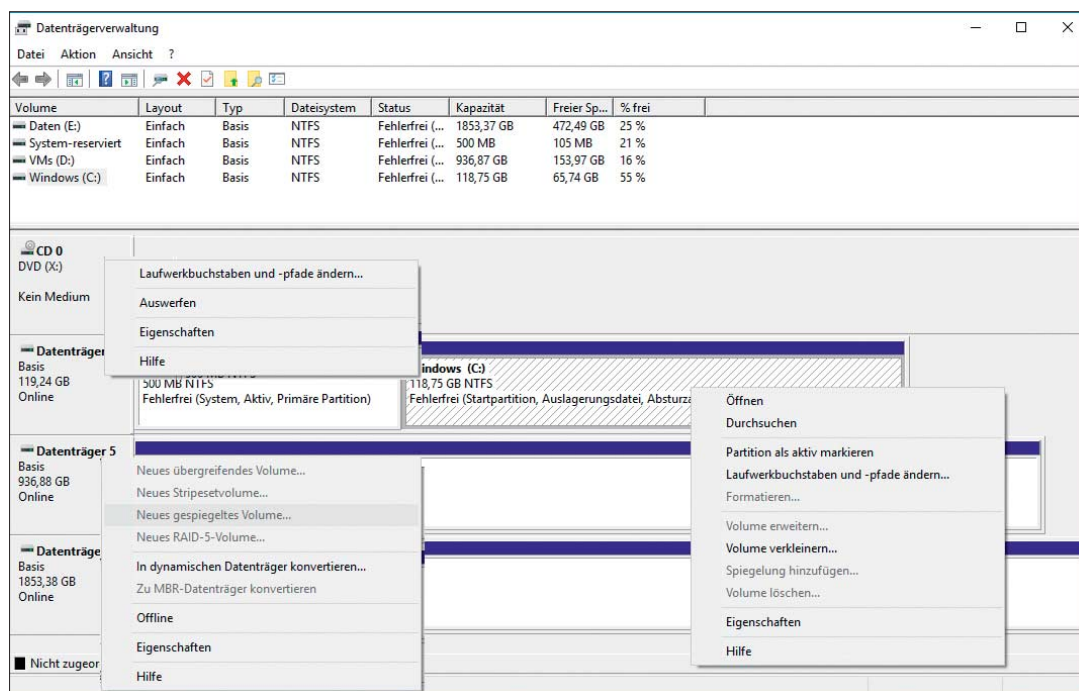 Datenträgerverwaltung
Datei Aktion Ansicht ?
Volume Layout Typ Dateisystem Status Kapazität Freier Sp... % frei
Daten (E:) Einfach Basis NTFS Fehlerfrei (... 1853,37 GB 472,49 GB 25 %
System-reserviert Einfach Basis NTFS Fehlerfrei (... 500 MB 105 MB 21 %
VMs (D:) Einfach Basis NTFS Fehlerfrei (... 936,87 GB 153,97 GB 16 %
Windows (C:) Einfach Basis NTFS Fehlerfrei (... 118,75 GB 65,74 GB 55 %
CD 0
DVD (X:)
Kein Medium
Laufwerkbuchstaben und -pfade ändern...
Auswerfen
Eigenschaften
Hilfe
Datenträger
Basis
119,24 GB
Online
500 MB NTFS
Fehlerfrei (System, Aktiv, Primäre Partition)
indows (C:)
118,75 GB NTFS
Fehlerfrei (Startpartition, Auslagerungsdatei, Absturza
Öffnen
Durchsuchen
Partition als aktiv markieren
Laufwerkbuchstaben und -pfade ändern...
Formatieren...
Volume erweitern...
Volume verkleinern...
Spiegelung hinzufügen...
Volume löschen...
Eigenschaften
Hilfe
Datenträger 5
Basis
936,88 GB
Online
Neues übergreifendes Volume...
Neues Stripesetvolume...
Neues gespiegeltes Volume...
Neues RAID-5-Volume...
In dynamischen Datenträger konvertieren...
Zu MBR-Datenträger konvertieren
Offline
Eigenschaften
Hilfe
Datenträge
Basis
1853,38 GB
Online
Nicht zugeor